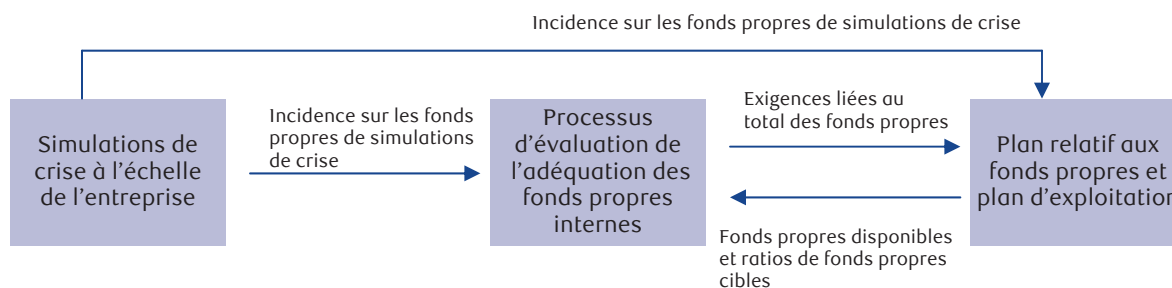 Incidence sur les fonds propres de simulations de crise
Simulations de
crise à l’échelle
de l’entreprise
Incidence sur les fonds
propres de simulations
de crise
Processus
d’évaluation de
l’adéquation des
fonds propres
internes
Exigences liées au
total des fonds propres
Fonds propres disponibles
et ratios de fonds propres
cibles
Plan relatif aux
fonds propres et
plan d’exploitation